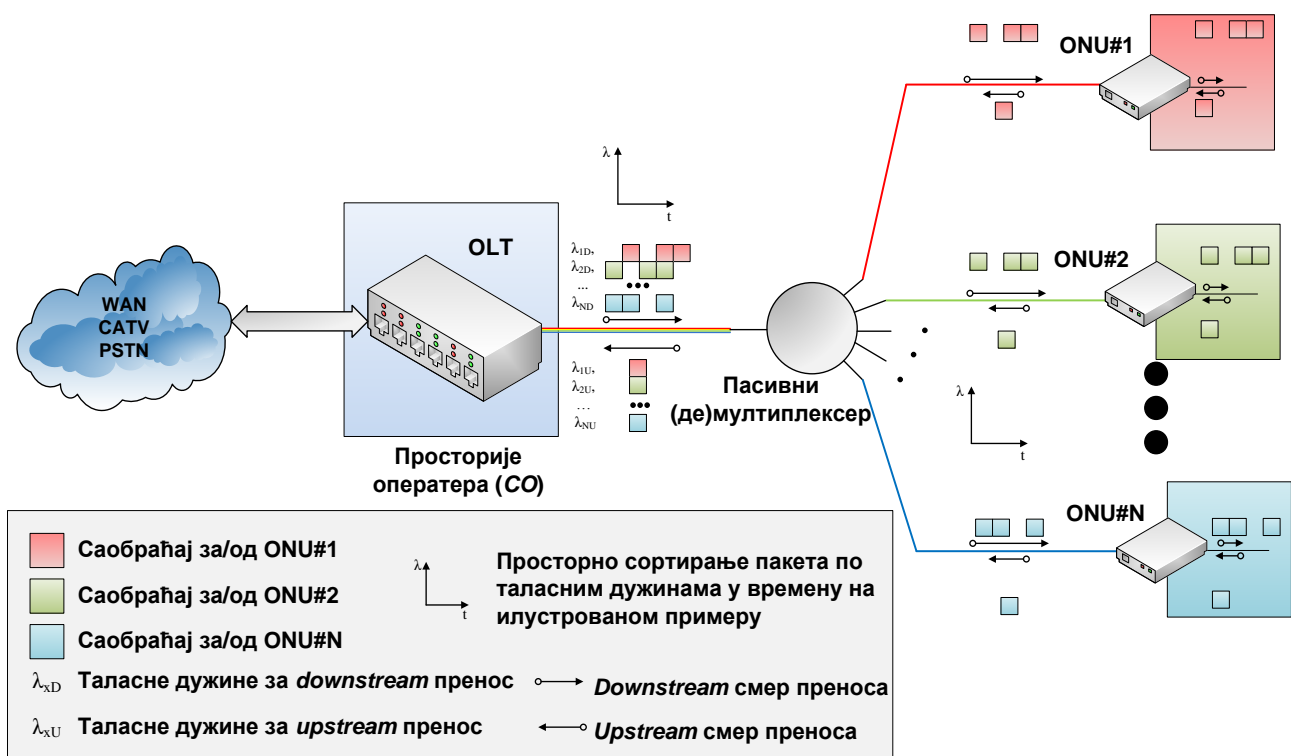 ONU#1
λ
t
OLT
WAN
CATV
PSTN
λ1D,
λ2D,
...
λND
λ1U,
λ2U,
...
λNU
Пасивни
(де)мултиплексер
ONU#2
λ
t
Просторије
оператера (CO)
ONU#N
Саобраћај за/од ONU#1
Саобраћај за/од ONU#2
Саобраћај за/од ONU#N
λ
t
Просторно сортирање пакета по
таласним дужинама у времену на
илустрованом примеру
λxD Таласне дужине за downstream пренос
Downstream смер преноса
λxU Таласне дужине за upstream пренос
Upstream смер преноса